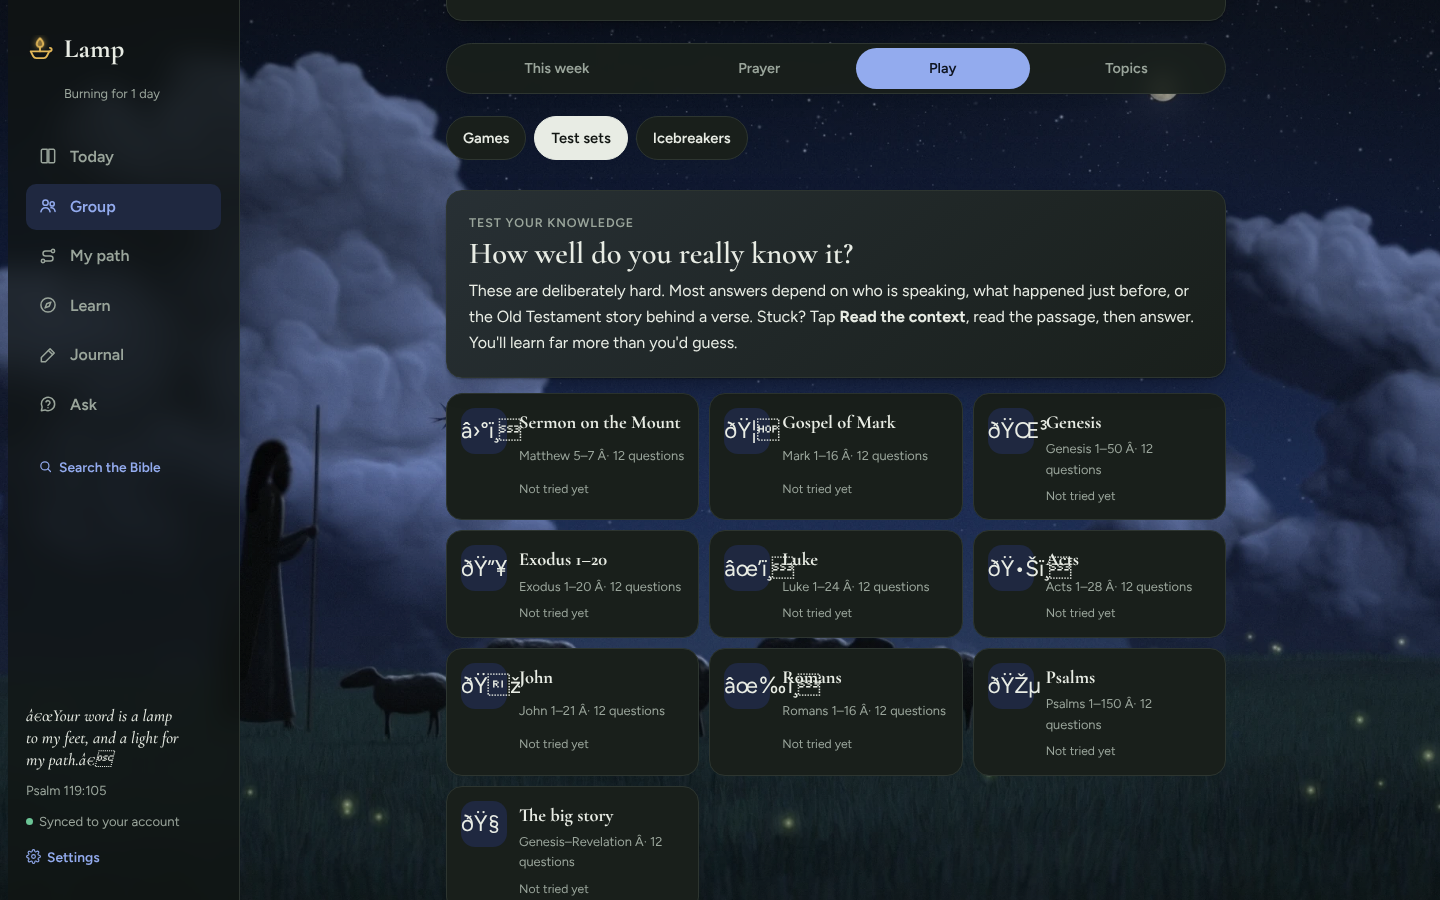 Lamp
Burning for 1 day
Today
Group
My path
Learn
Journal
Ask
Search the Bible
â€œYour word is a lamp
to my feet, and a light for
my path.â€
Psalm 119:105
Synced to your account
Settings
This week
Prayer
Play
Topics
Games
Test sets
Icebreakers
TEST YOUR KNOWLEDGE
How well do you really know it?
These are deliberately hard. Most answers depend on who is speaking, what happened just before, or
the Old Testament story behind a verse. Stuck? Tap Read the context, read the passage, then answer.
You'll learn far more than you'd guess.
Sermon on the Mount
Matthew 5–7 Â· 12 questions
Not tried yet
Gospel of Mark
Mark 1–16 Â· 12 questions
Not tried yet
ðŸŒ³
Genesis
Genesis 1–50 Â· 12
questions
Not tried yet
ðŸ”¥
Exodus 1–20
Exodus 1–20 Â· 12 questions
Not tried yet
Luke
Luke 1–24 Â· 12 questions
Not tried yet
Acts
Acts 1–28 Â· 12 questions
Not tried yet
John
John 1–21 Â· 12 questions
Not tried yet
Romans
Romans 1–16 Â· 12 questions
Not tried yet
ðŸŽµ
Psalms
Psalms 1–150 Â· 12
questions
Not tried yet
ðŸ§
The big story
Genesis–Revelation Â· 12
questions
Not tried yet